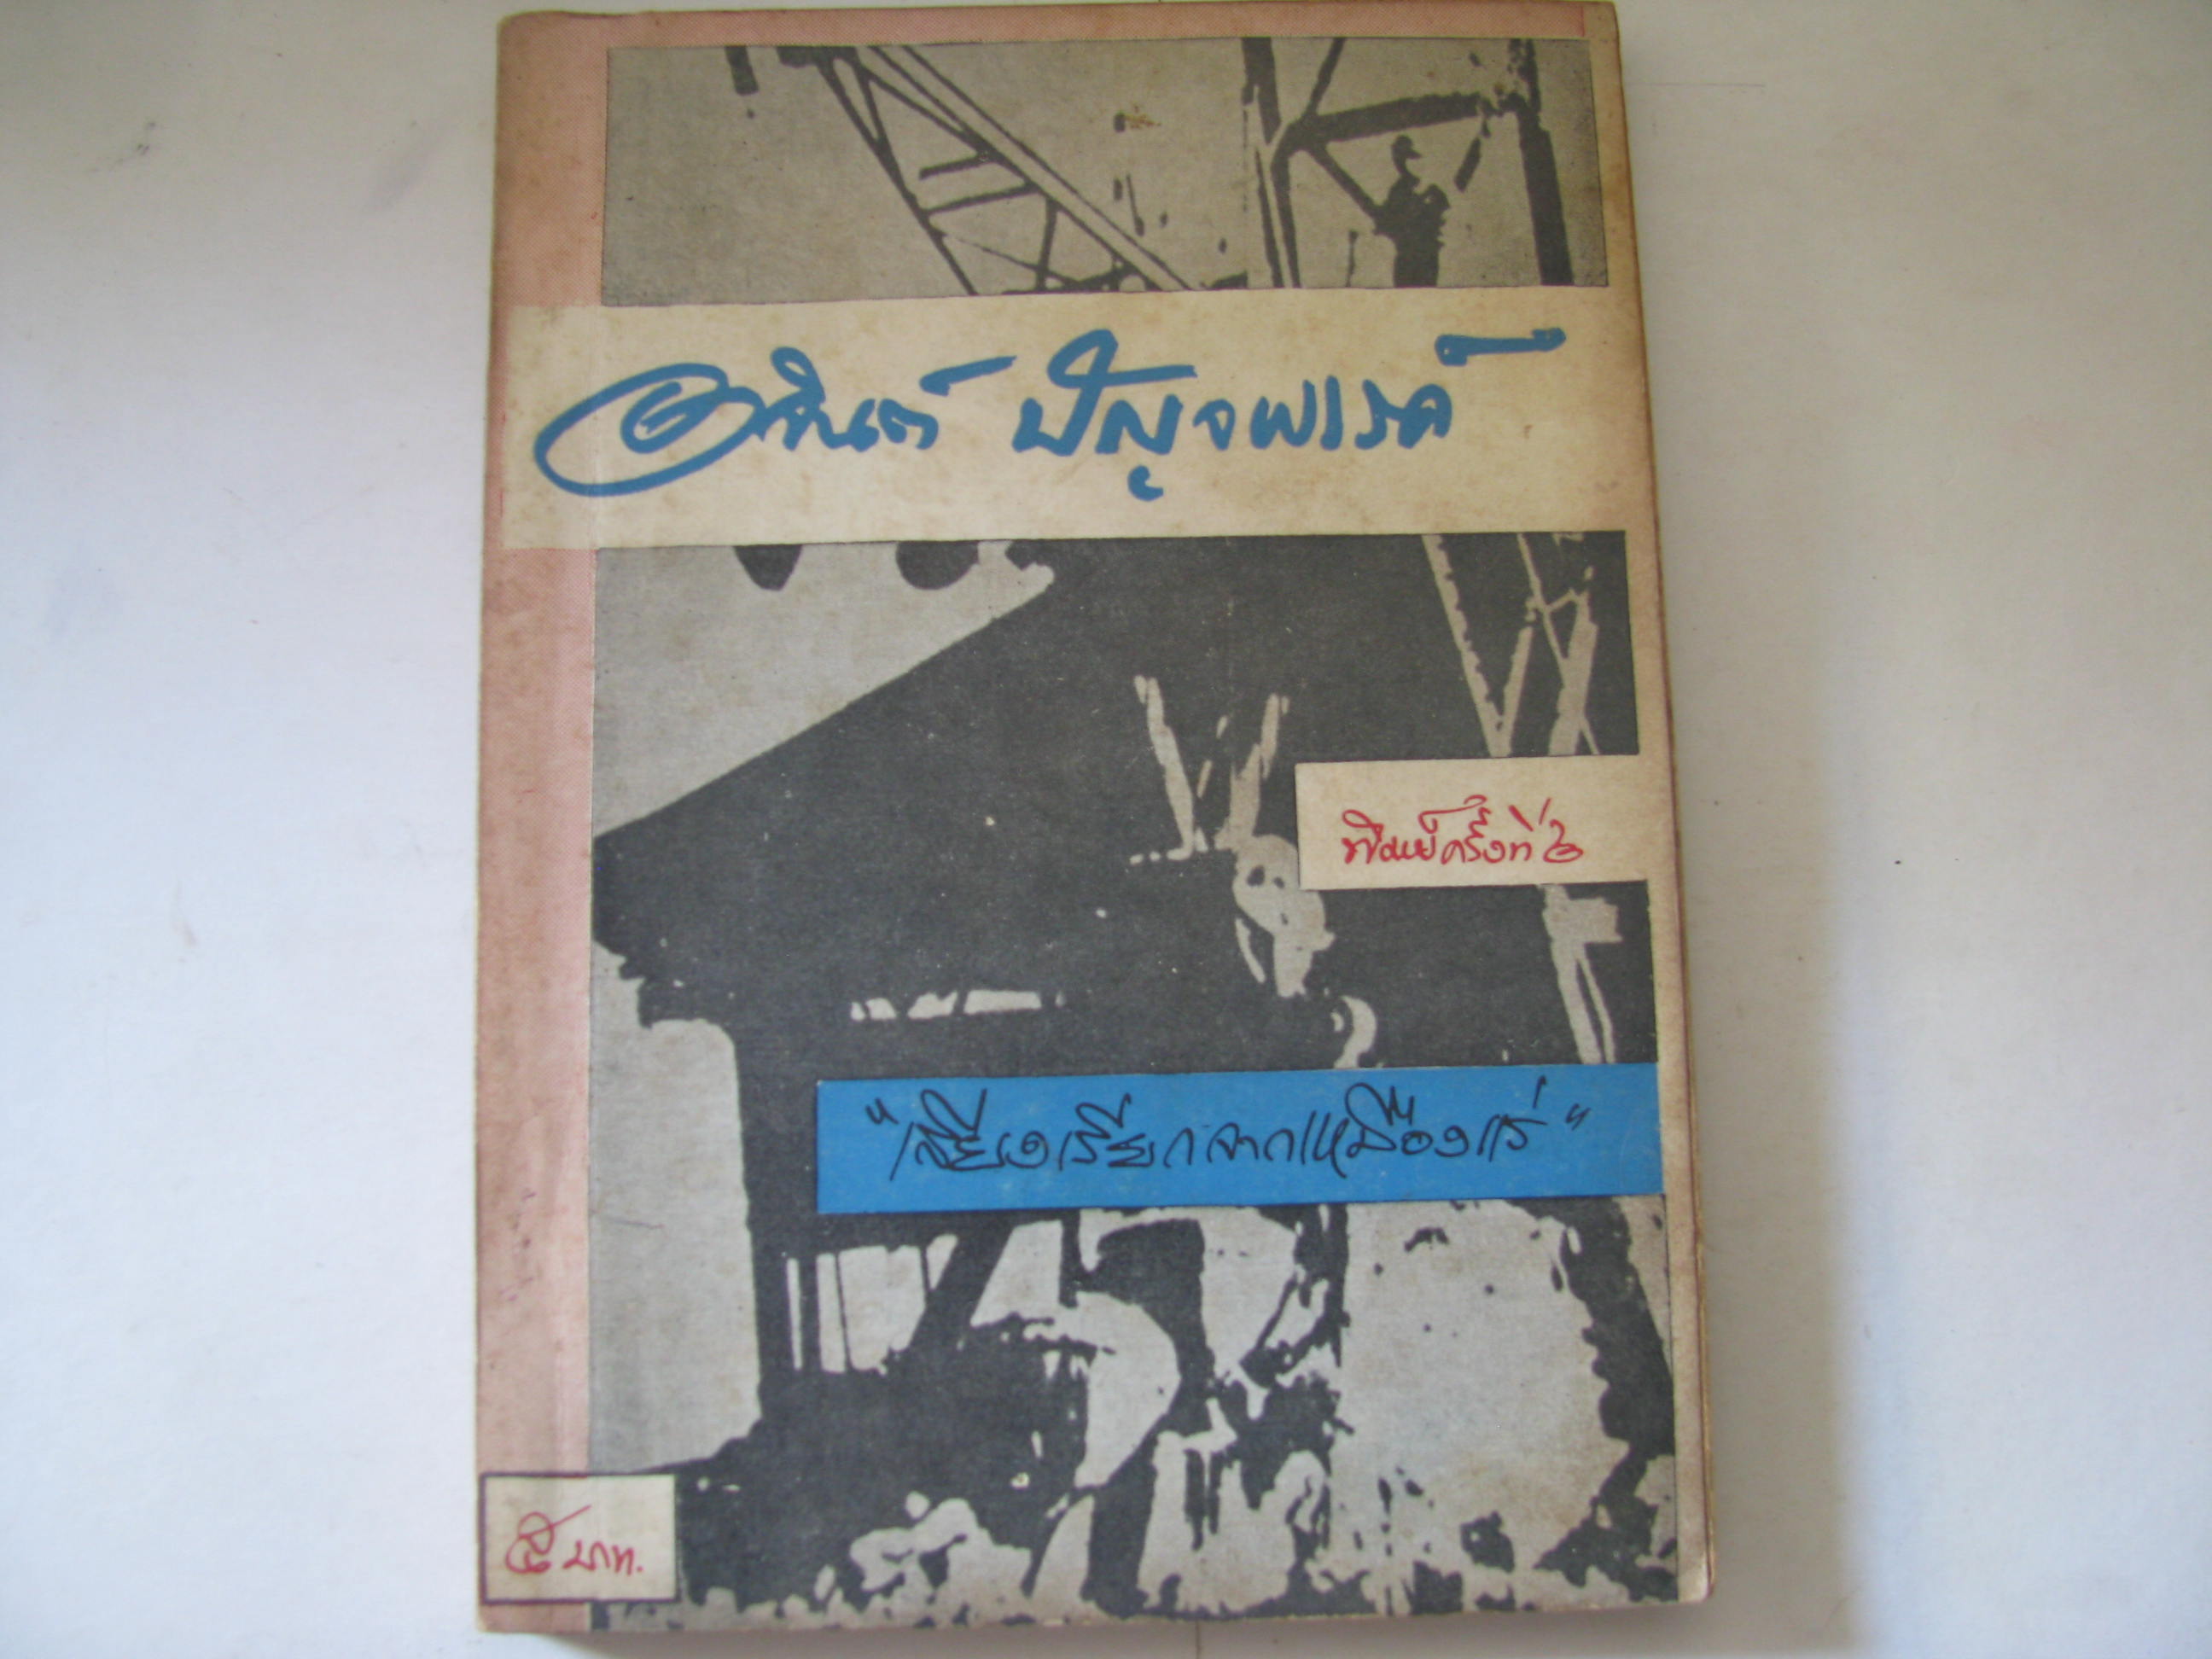 อาจินต์ ปัญจพรรค์
พิมพ์ครั้งที่ ๒
"เสียงเรียกจากเหมืองแร่"
๕ บาท.